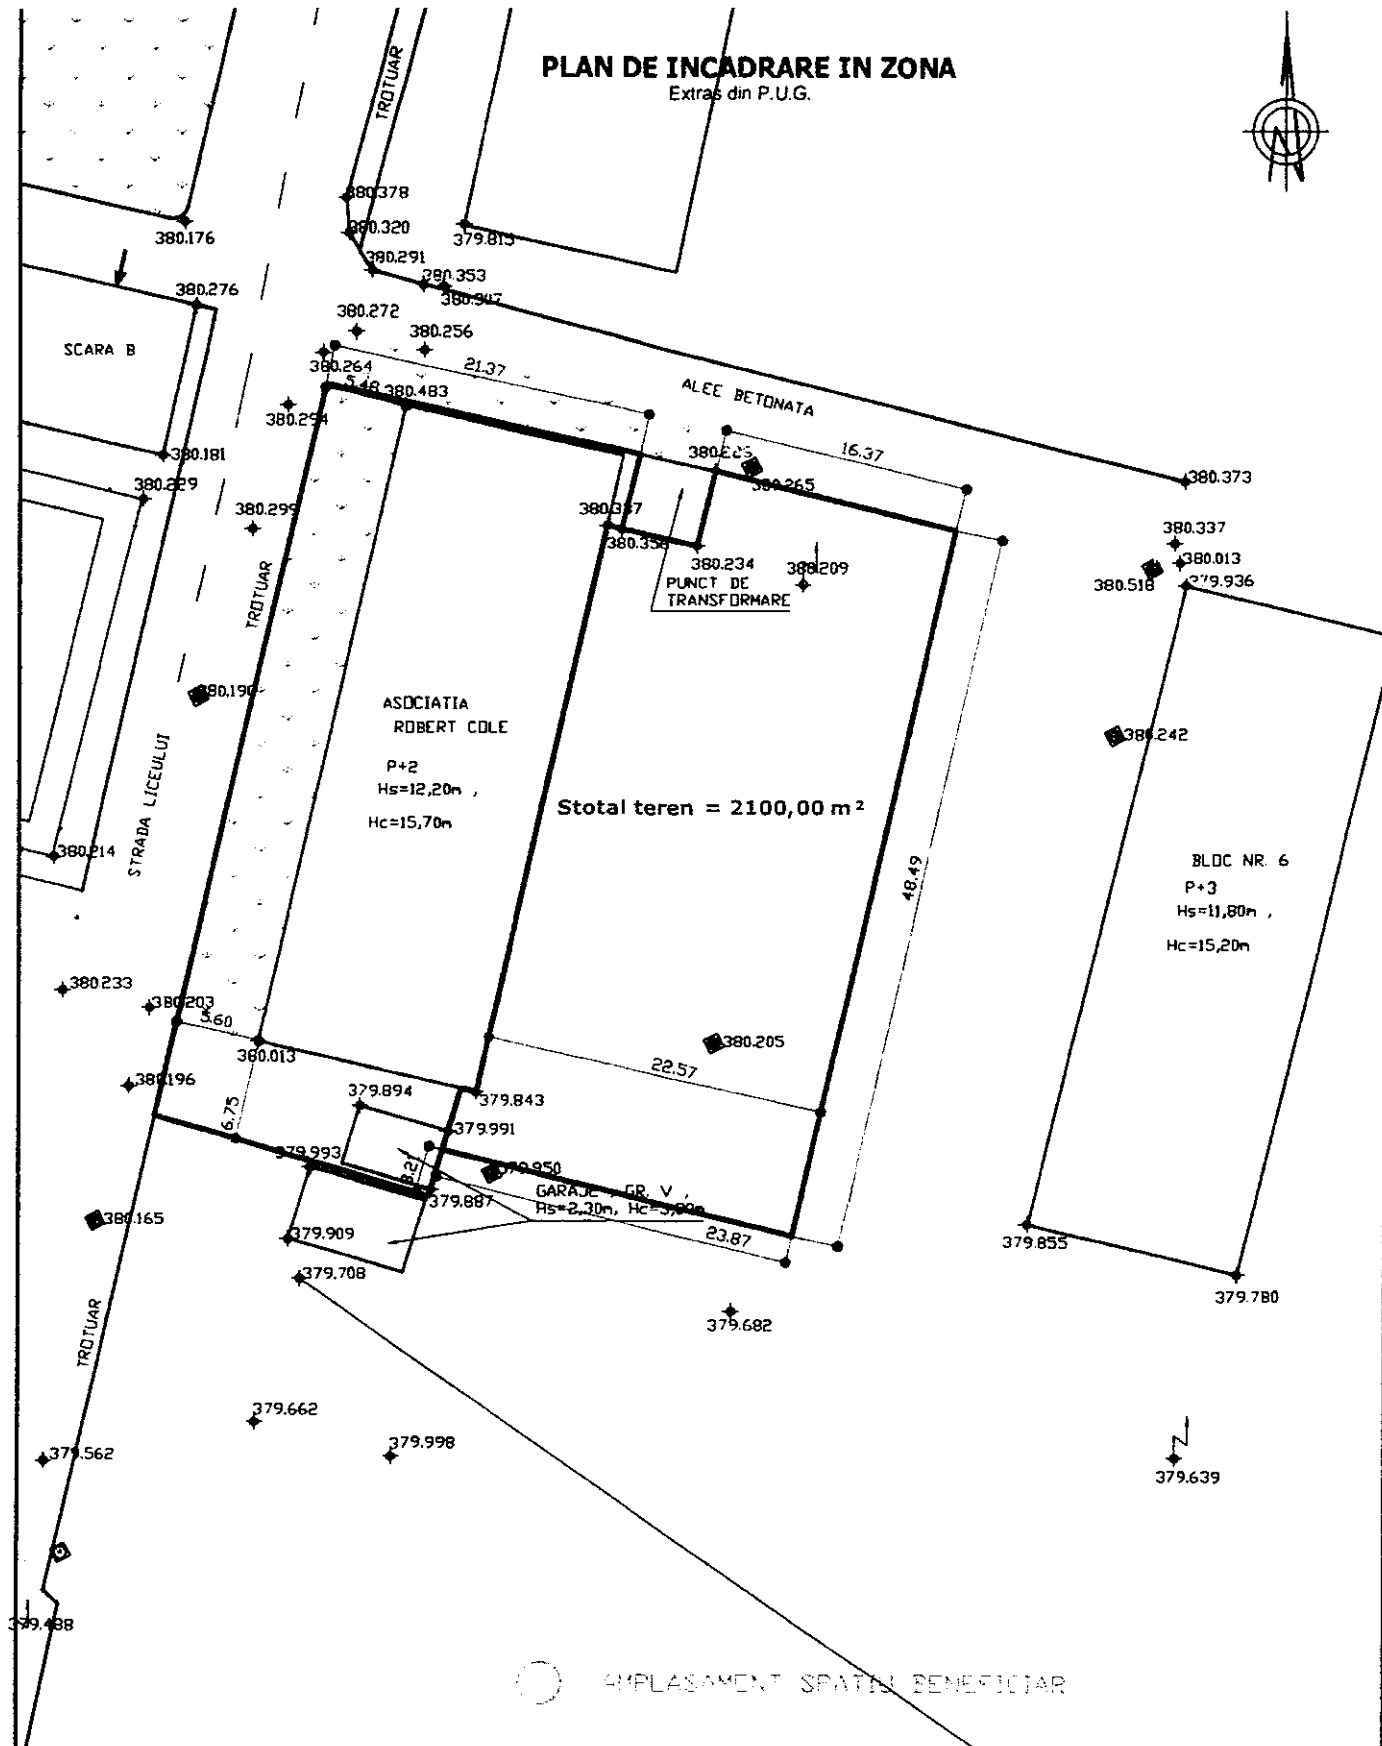 PLAN DE INCADRARE IN ZONA
Extras din P.U.G.
N
TROTUAR
380.378
380.320
380.176
379.815
380.291
380.353
380.276
380.272
380.256
SCARA B
380.264
21.37
5.48
380.483
ALEE BETONATA
380.294
16.37
380.181
380.265
380.373
380.229
380.299
380.337
380.337
380.358
380.234
380.209
380.013
380.518
379.936
PUNCT DE
TRANSFORMARE
TROTUAR
380.190
ASOCIATIA
ROBERT COLE
380.242
P+2
Hs=12,20m ,
Hc=15,70m
Stotal teren = 2100,00 m²
STRADA LICEULUI
380.214
48.49
BLOC NR. 6
P+3
Hs=11,80m ,
Hc=15,20m
380.233
380.203
5.60
380.013
380.205
22.57
380.196
379.894
379.843
6.75
379.991
379.993
379.950
GARAJE , GR. V ,
Hs=2,30m,
379.887
380.165
379.909
23.87
379.855
379.708
379.780
379.682
TROTUAR
379.662
379.998
379.562
379.639
379.488
AMPLASAMENT SPATIU BENEFICIAR